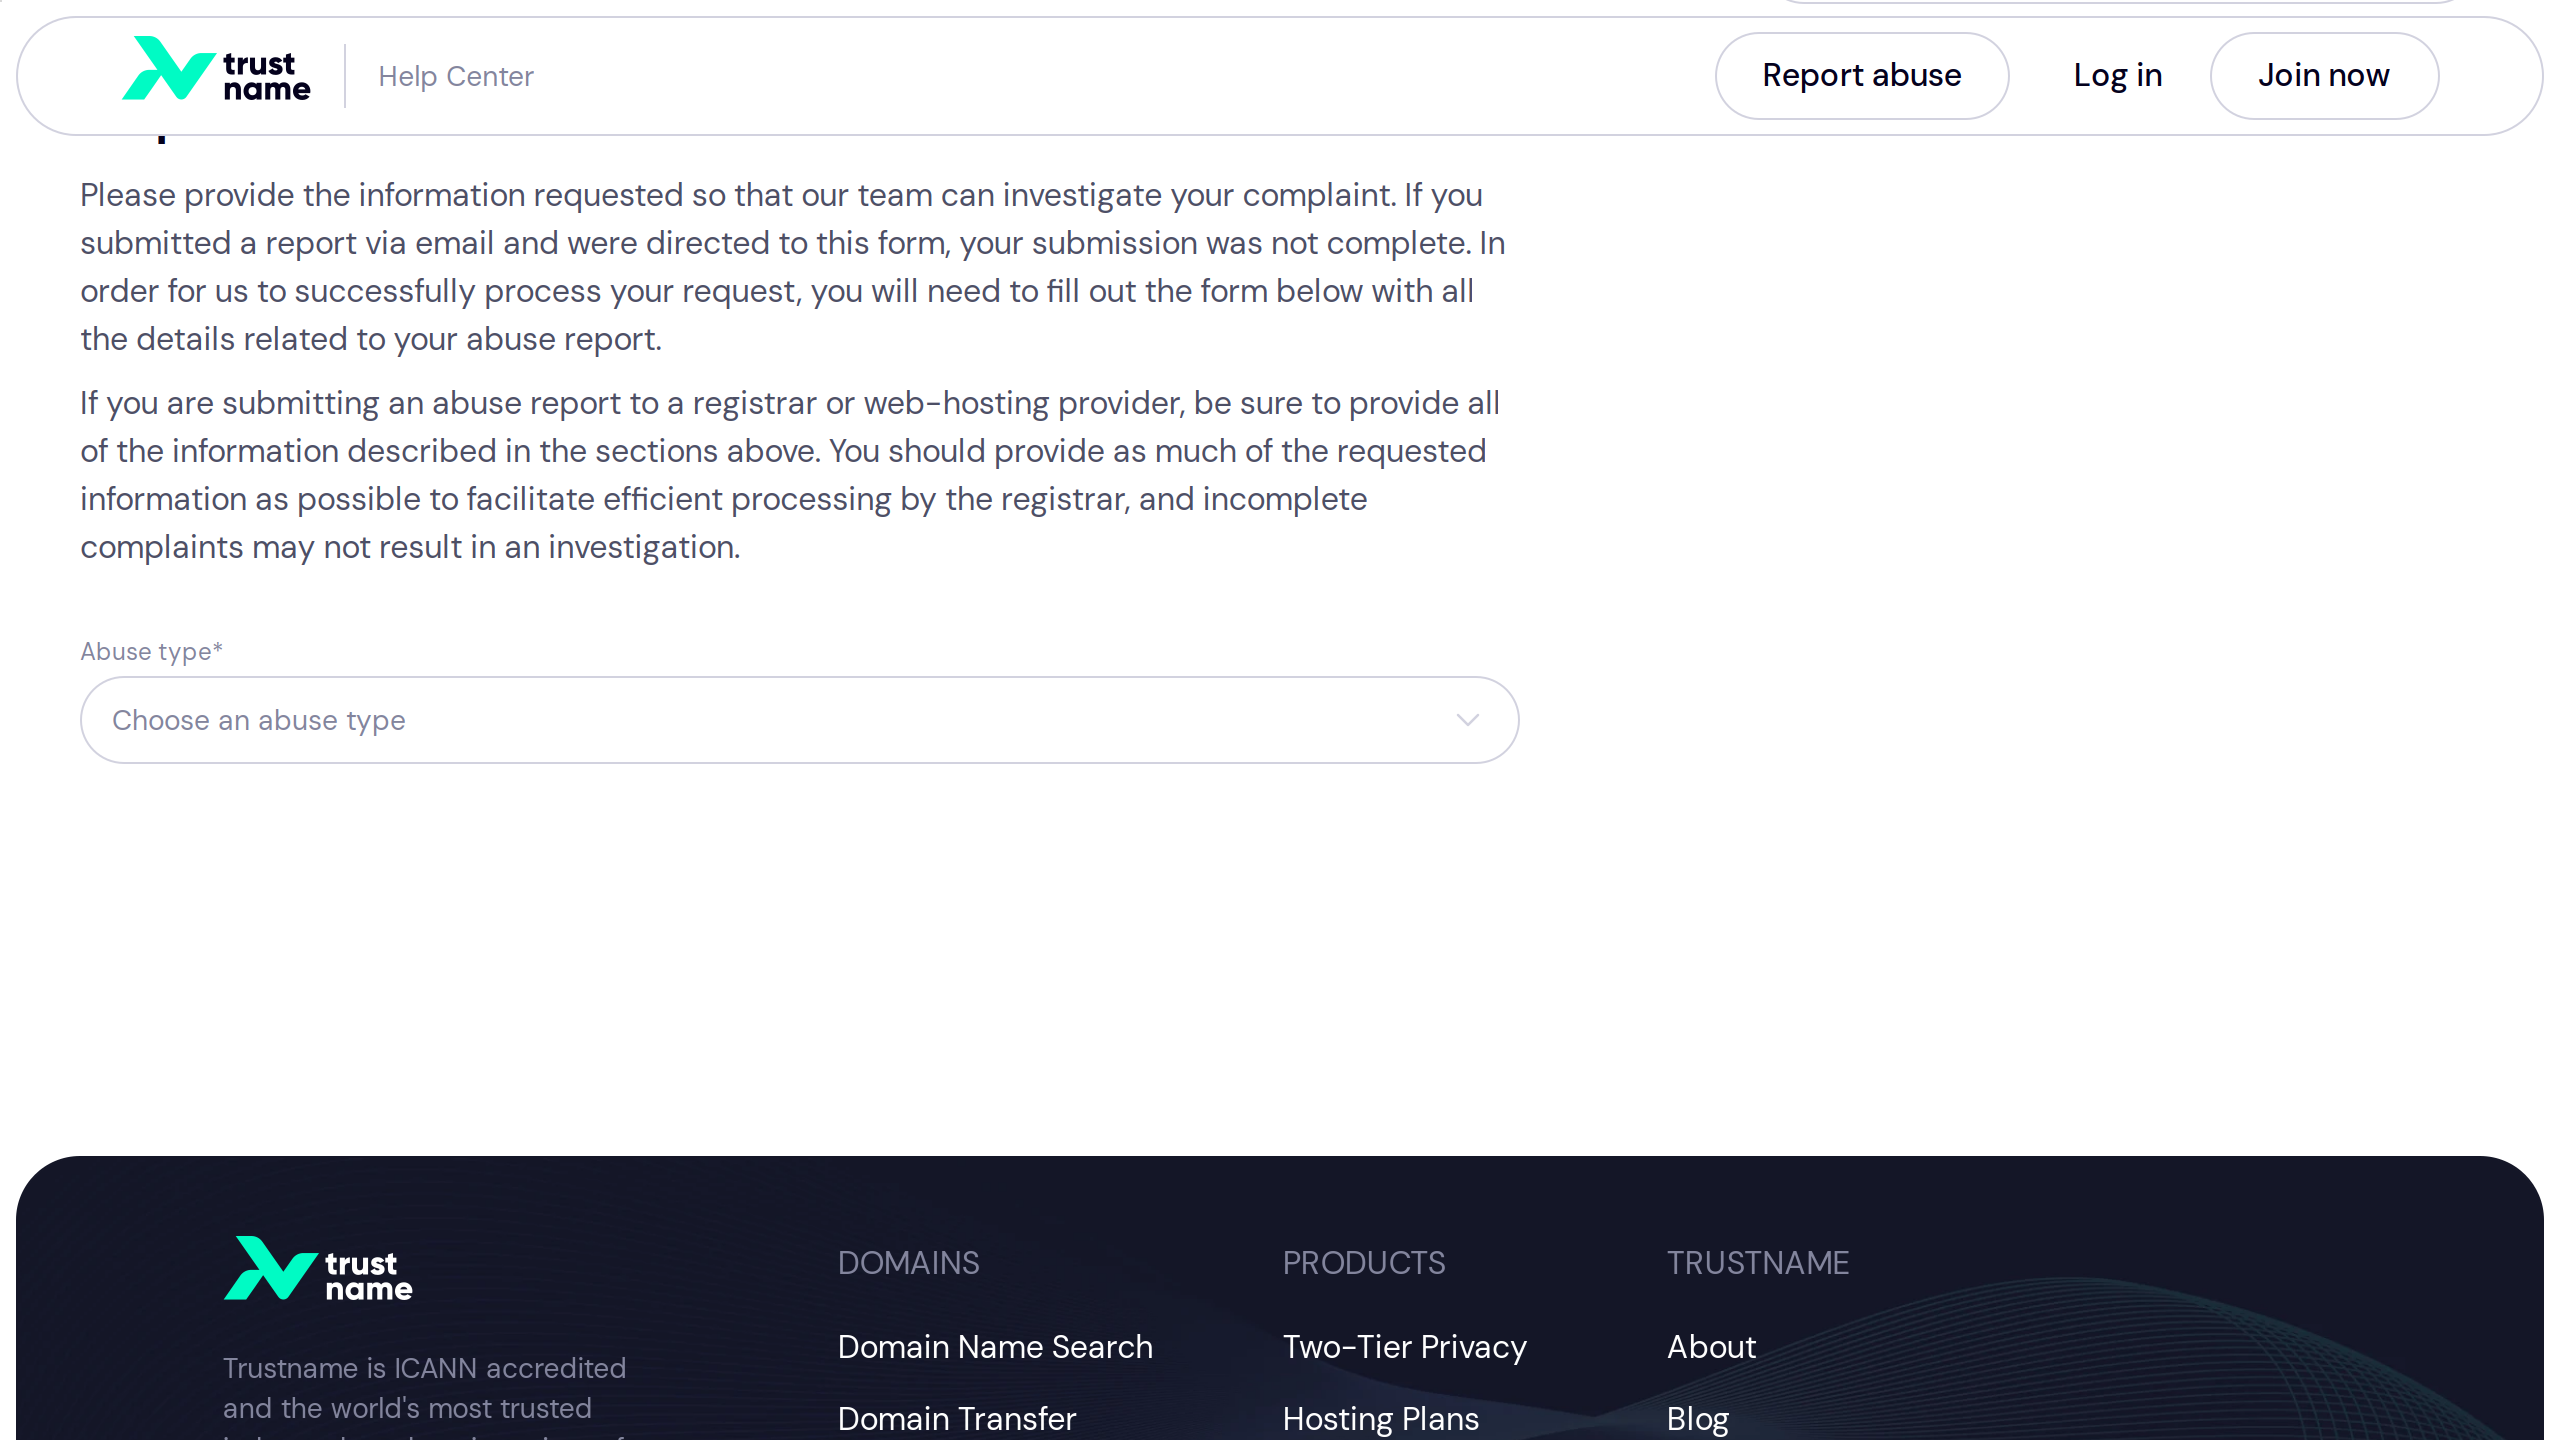 trust
name
Help Center
Report abuse
Log in
Join now
Please provide the information requested so that our team can investigate your complaint. If you
submitted a report via email and were directed to this form, your submission was not complete. In
order for us to successfully process your request, you will need to fill out the form below with all
the details related to your abuse report.
If you are submitting an abuse report to a registrar or web-hosting provider, be sure to provide all
of the information described in the sections above. You should provide as much of the requested
information as possible to facilitate efficient processing by the registrar, and incomplete
complaints may not result in an investigation.
Abuse type*
Choose an abuse type
trust
name
Trustname is ICANN accredited
and the world's most trusted
DOMAINS
Domain Name Search
Domain Transfer
PRODUCTS
Two-Tier Privacy
Hosting Plans
TRUSTNAME
About
Blog